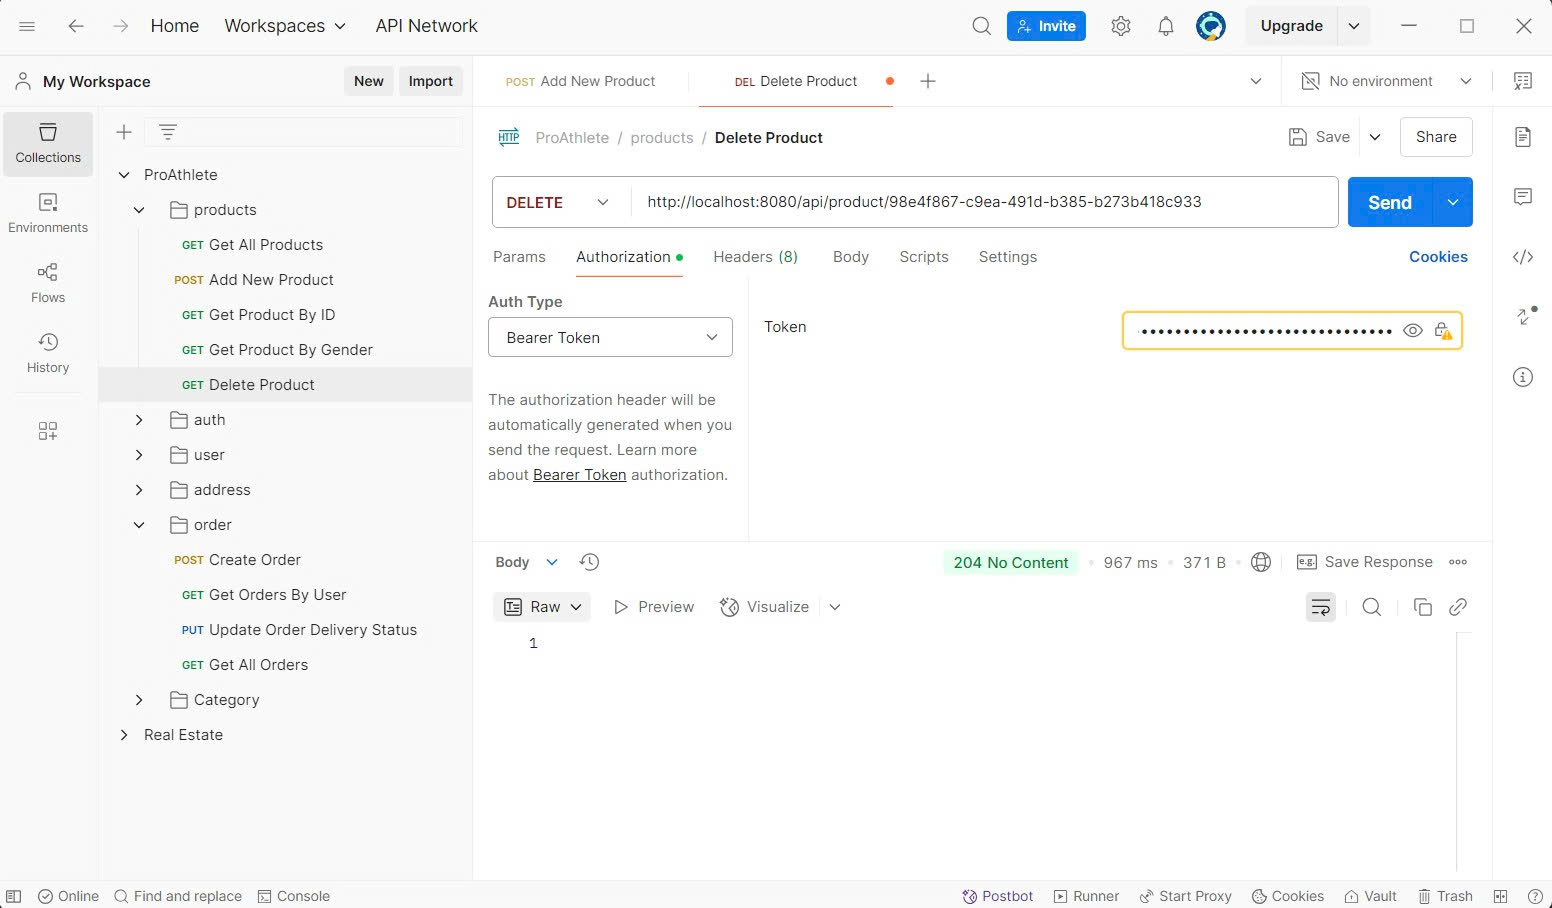 Home
Workspaces
API Network
Invite
Upgrade
My Workspace
New
Import
POST Add New Product
DEL Delete Product
No environment
Collections
Environments
Flows
History
ProAthlete
products
GET Get All Products
POST Add New Product
GET Get Product By ID
GET Get Product By Gender
GET Delete Product
auth
user
address
order
POST Create Order
GET Get Orders By User
PUT Update Order Delivery Status
GET Get All Orders
Category
Real Estate
HTTP
ProAthlete / products / Delete Product
Save
Share
DELETE
http://localhost:8080/api/product/98e4f867-c9ea-491d-b385-b273b418c933
Send
Params
Authorization
Headers (8)
Body
Scripts
Settings
Cookies
Auth Type
Bearer Token
The authorization header will be
automatically generated when you
send the request. Learn more
about Bearer Token authorization.
Token
Body
204 No Content
967 ms
371 B
e.g.
Save Response
Raw
Preview
Visualize
1
Online
Find and replace
Console
Postbot
Runner
Start Proxy
Cookies
Vault
Trash